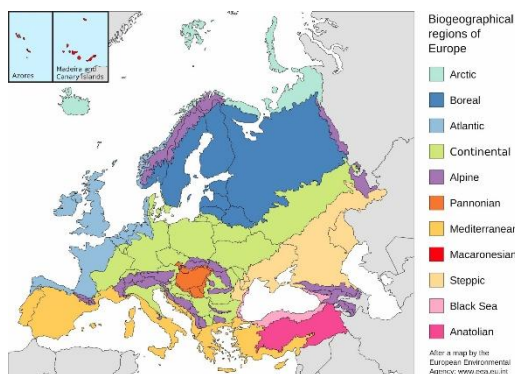 Azores
Madeira and
Canary Islands
Biogeographical
regions of
Europe
Arctic
Boreal
Atlantic
Continental
Alpine
Pannonian
Mediterranean
Macaronesian
Steppic
Black Sea
Anatolian
After a map by the
European Environmental
Agency: www.eea.eu.int